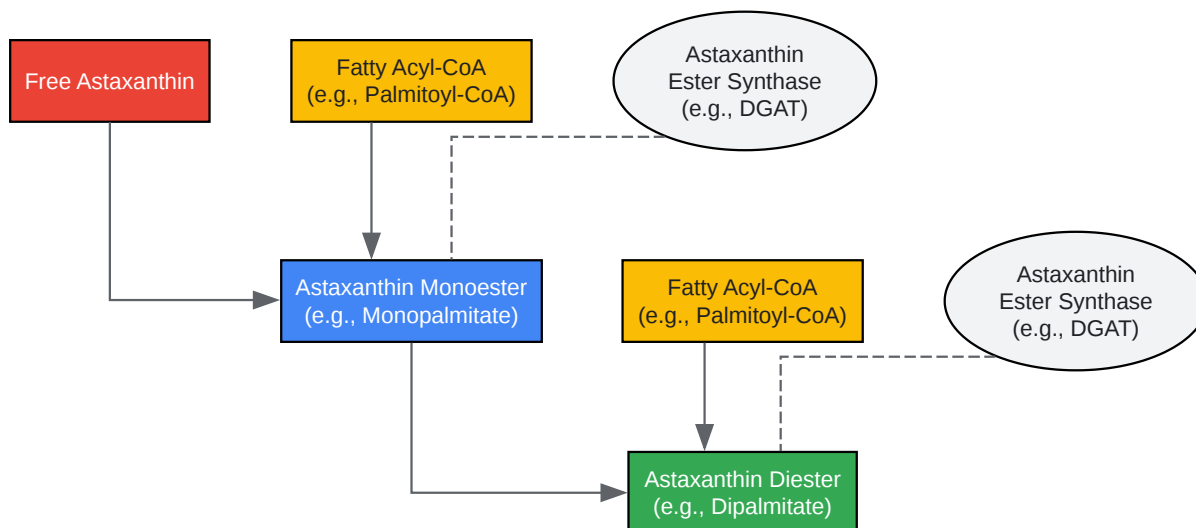 Free Astaxanthin
Fatty Acyl-CoA
(e.g., Palmitoyl-CoA)
Astaxanthin
Ester Synthase
(e.g., DGAT)
Astaxanthin Monoester
(e.g., Monopalmitate)
Fatty Acyl-CoA
(e.g., Palmitoyl-CoA)
Astaxanthin
Ester Synthase
(e.g., DGAT)
Astaxanthin Diester
(e.g., Dipalmitate)